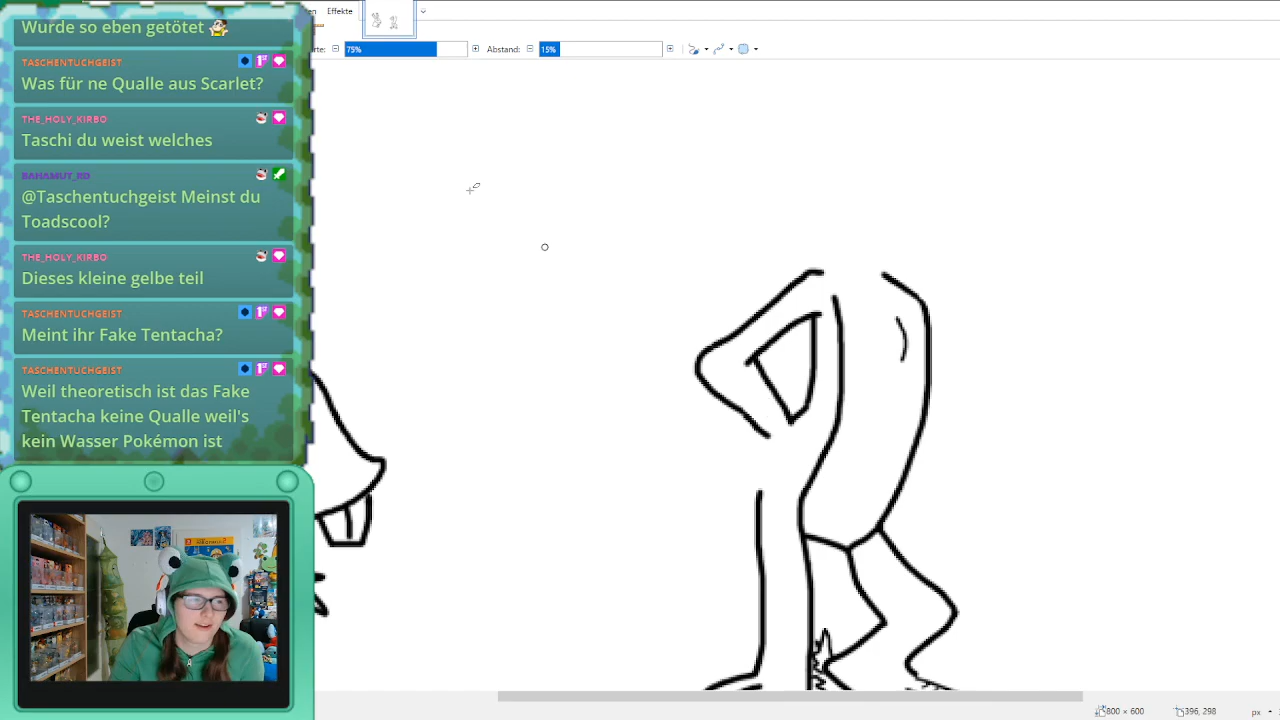 Effekte
Wurde so eben getötet
75%
Abstand:
15%
TASCHENTUCHGEIST
Was für ne Qualle aus Scarlet?
THE_HOLY_KIRBO
Taschi du weist welches
BAHAMUT_RD
@Taschentuchgeist Meinst du
Toadscool?
THE_HOLY_KIRBO
Dieses kleine gelbe teil
TASCHENTUCHGEIST
Meint ihr Fake Tentacha?
TASCHENTUCHGEIST
Weil theoretisch ist das Fake
Tentacha keine Qualle weil's
kein Wasser Pokémon ist
800 × 600
396, 298
px